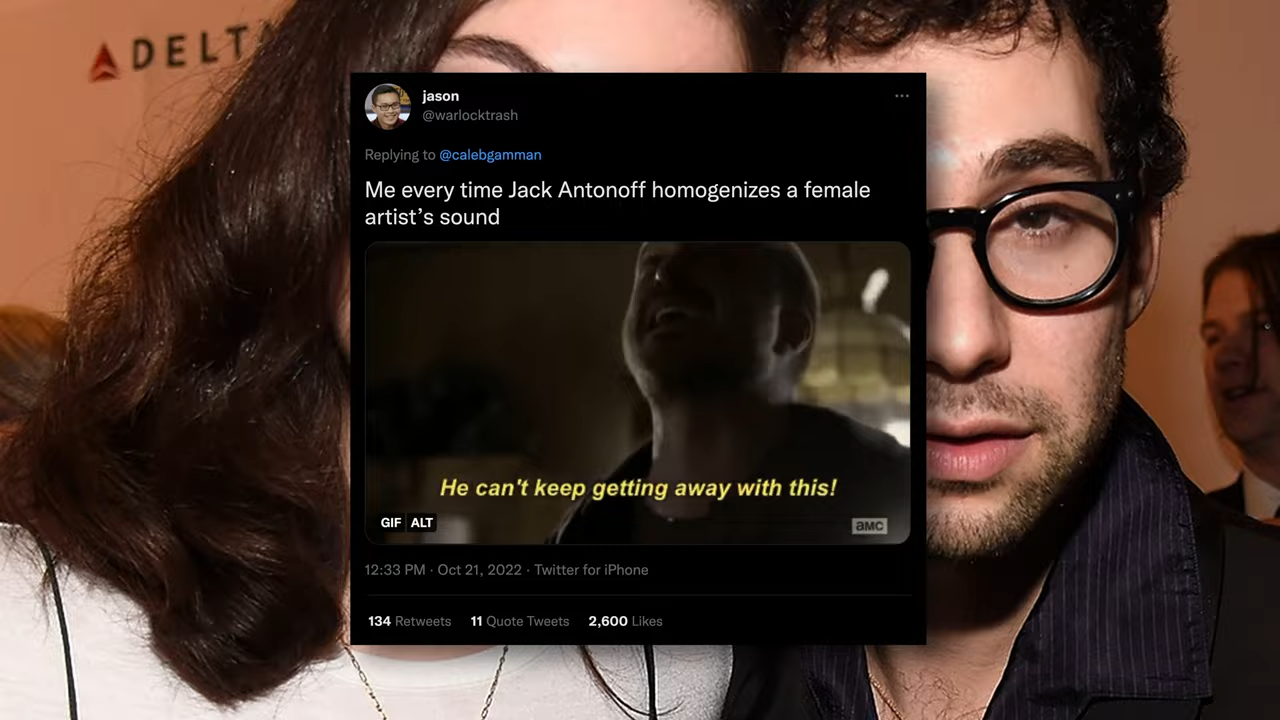 DELTA
jason
@warlocktrash
Replying to @calebgamman
Me every time Jack Antonoff homogenizes a female
artist’s sound
He can't keep getting away with this!
GIF ALT
aMC
12:33 PM · Oct 21, 2022 · Twitter for iPhone
134 Retweets 11 Quote Tweets 2,600 Likes